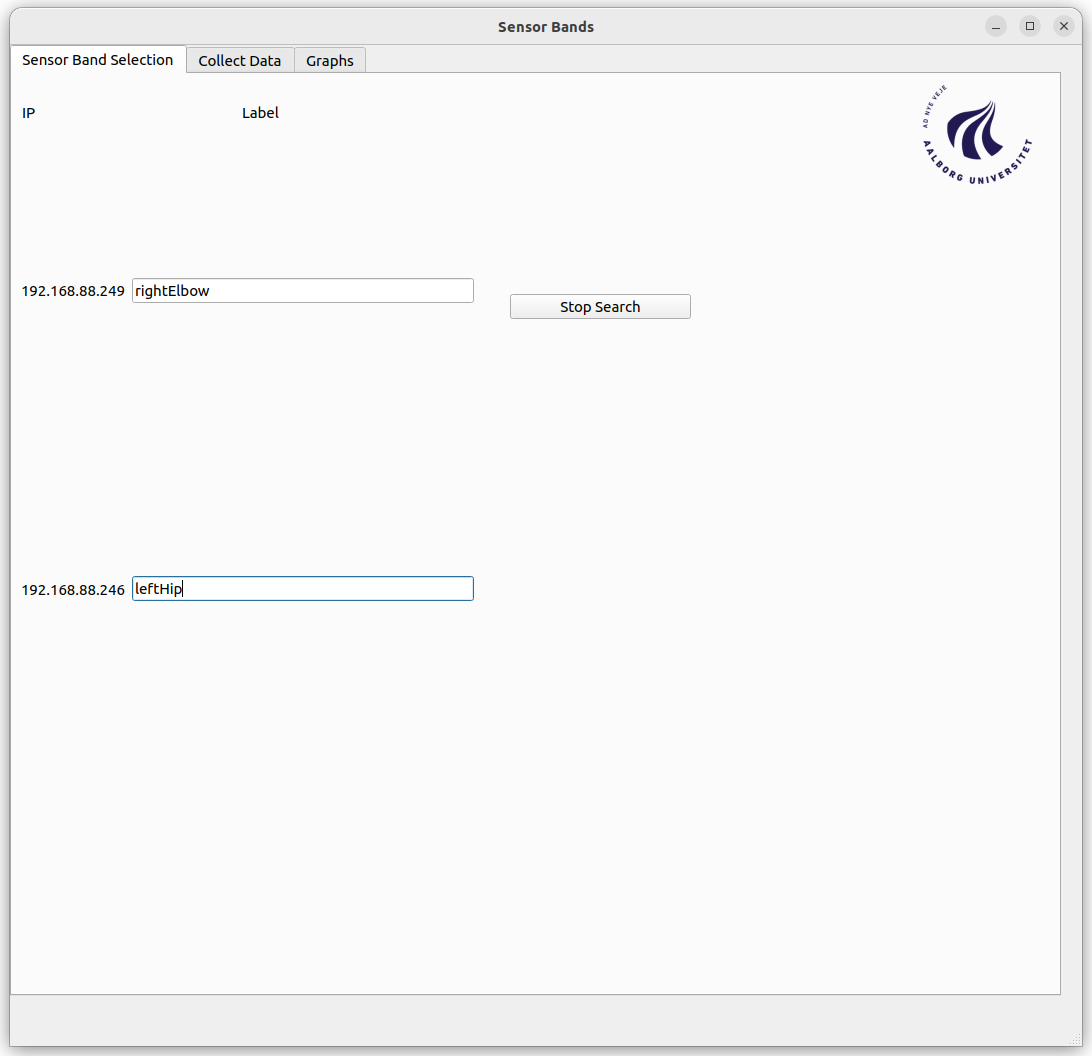 Sensor Bands
Sensor Band Selection Collect Data Graphs
IP Label
AD NYE VEJE
AALBORG UNIVERSITET
192.168.88.249 rightElbow
Stop Search
192.168.88.246 leftHip